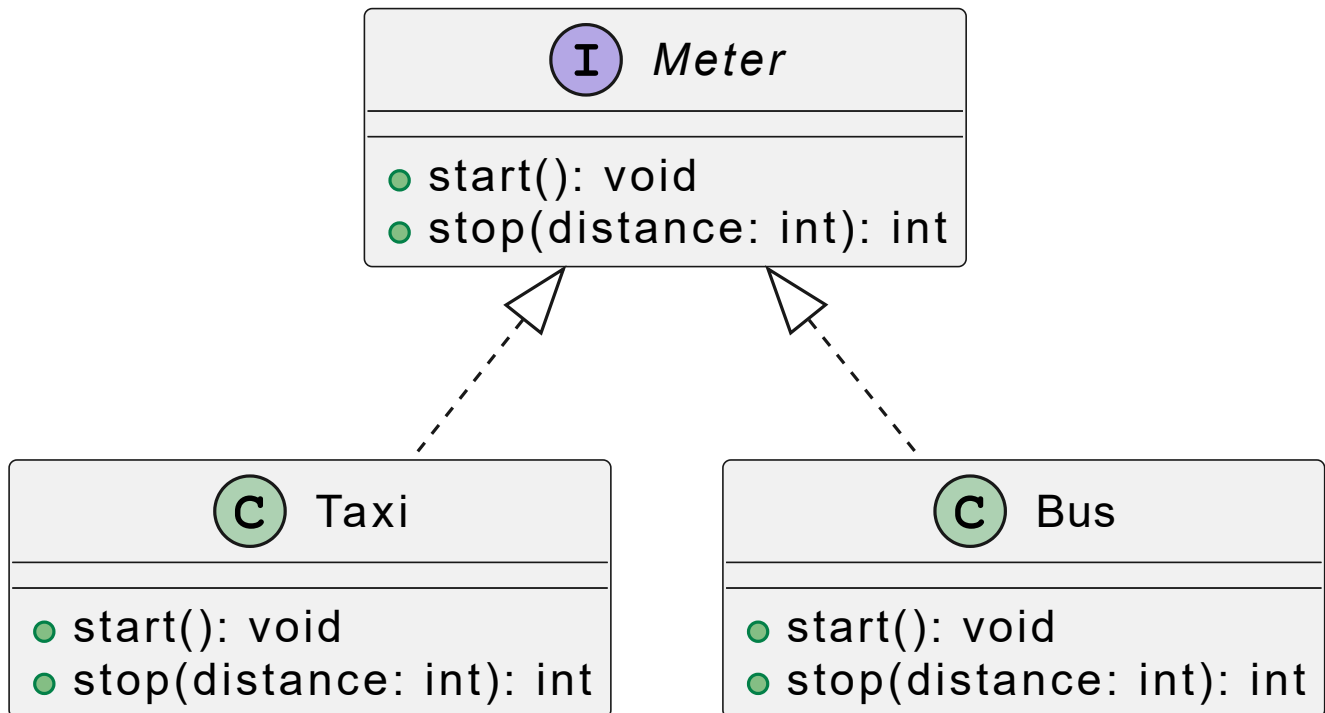 I Meter
start(): void
stop(distance: int): int
C Taxi
start(): void
stop(distance: int): int
C Bus
start(): void
stop(distance: int): int